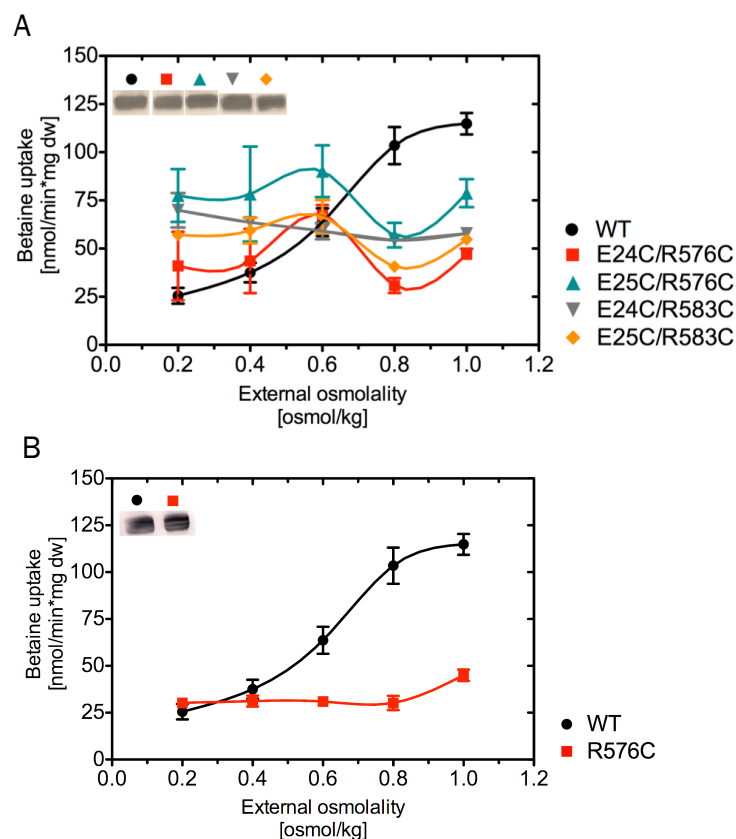 A
150
125
100
75
50
25
0
Betaine uptake
[nmol/min*mg dw]
0.0 0.2 0.4 0.6 0.8 1.0 1.2
External osmolality
[osmol/kg]
WT
E24C/R576C
E25C/R576C
E24C/R583C
E25C/R583C
B
150
125
100
75
50
25
0
Betaine uptake
[nmol/min*mg dw]
0.0 0.2 0.4 0.6 0.8 1.0 1.2
External osmolality
[osmol/kg]
WT
R576C